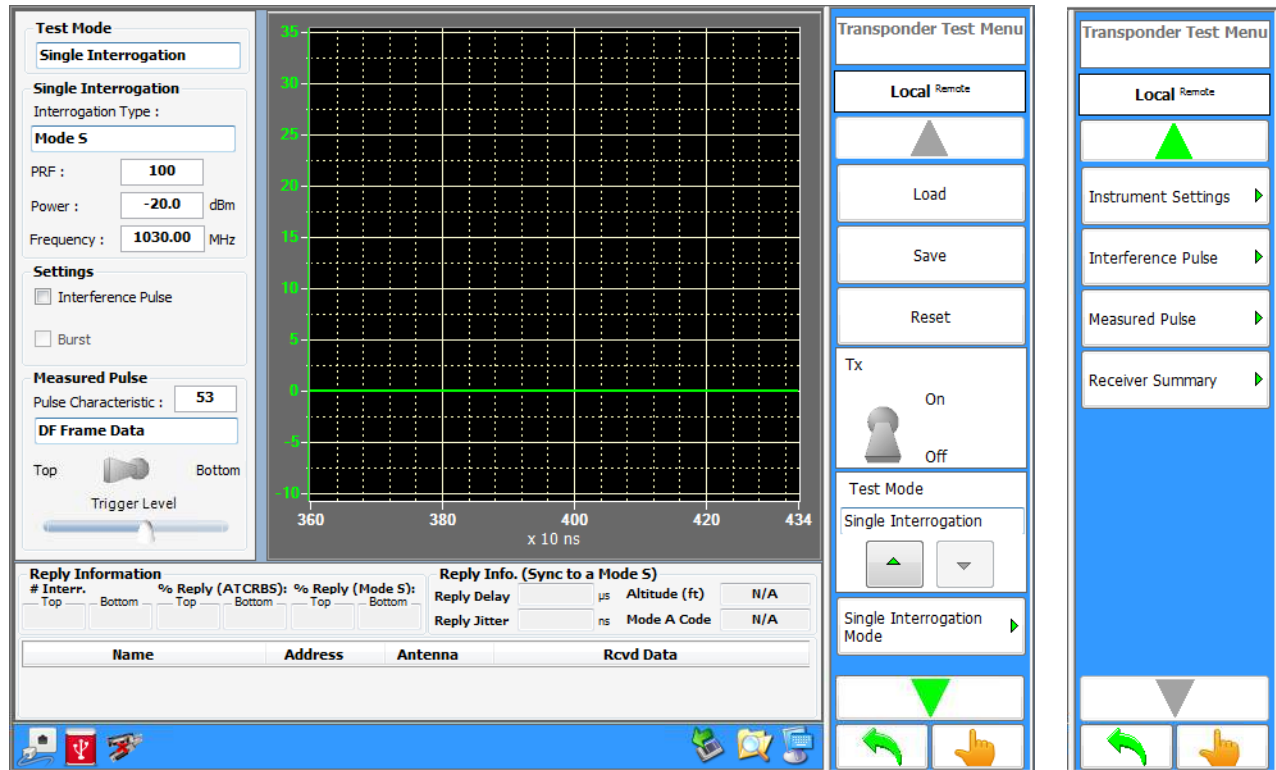 Test Mode
Single Interrogation
Single Interrogation
Interrogation Type :
Mode S
PRF : 100
Power : -20.0 dBm
Frequency : 1030.00 MHz
Settings
Interference Pulse
Burst
Measured Pulse
Pulse Characteristic : 53
DF Frame Data
Top Bottom
Trigger Level
35
30
25
20
15
10
5
0
-5
-10
360 380 400 420 434
x 10 ns
Reply Information
# Interr. % Reply (ATCRBS): % Reply (Mode S):
Top Bottom Top Bottom Top Bottom
Reply Info. (Sync to a Mode S)
Reply Delay µs Altitude (ft) N/A
Reply Jitter ns Mode A Code N/A
Name Address Antenna Rcvd Data
Transponder Test Menu
Local Remote
Load
Save
Reset
Tx
On
Off
Test Mode
Single Interrogation
Single Interrogation
Mode
Transponder Test Menu
Local Remote
Instrument Settings
Interference Pulse
Measured Pulse
Receiver Summary